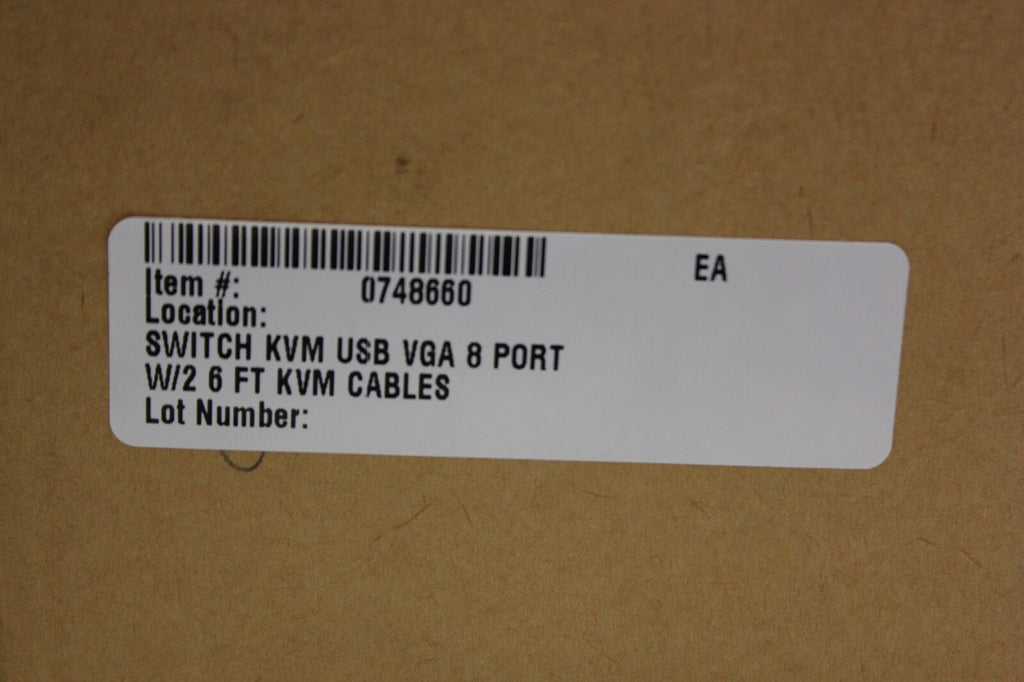 Item #: 0748660 EA
Location:
SWITCH KVM USB VGA 8 PORT
W/2 6 FT KVM CABLES
Lot Number: